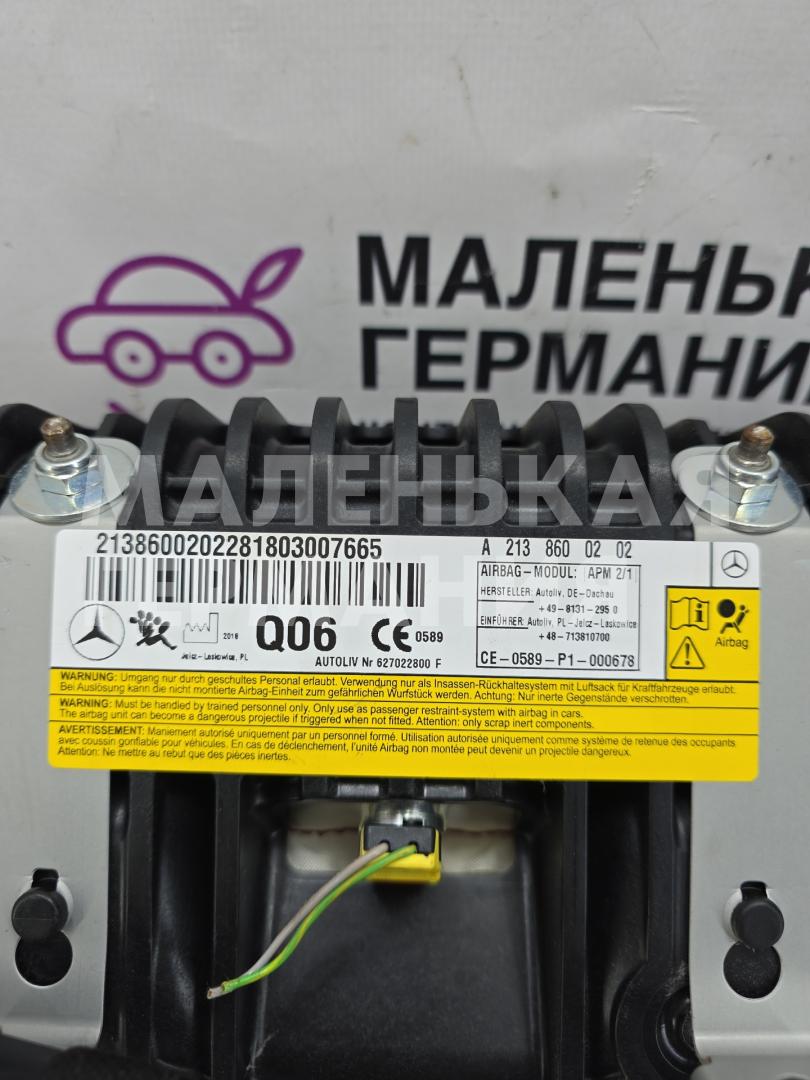 МАЛЕНЬК
ГЕРМАНИ
МАЛЕНЬКАЯ
213860020228180300​7665
A 213 860 02 02
AIRBAG-MODUL: APM 2/1
HERSTELLER: Autoliv, DE-Dachau
+49-8131-295 0
EINFÜHRER: Autoliv, PL-Jelcz-Laskowice
+48-713810700
CE-0589-P1-000678
2018
Q06
CE 0589
Jelcz-Laskowice, PL
AUTOLIV Nr 627022800 F
Airbag
WARNUNG: Umgang nur durch geschultes Personal erlaubt. Verwendung nur als Insassen-Rückhaltesystem mit Luftsack für Kraftfahrzeuge erlaubt.
Bei Auslösung kann die nicht montierte Airbag-Einheit zum gefährlichen Wurfstück werden. Achtung: Nur inerte Gegenstände verschrotten.
WARNING: Must be handled by trained personnel only. Only use as passenger restraint-system with airbag in cars.
The airbag unit can become a dangerous projectile if triggered when not fitted. Attention: only scrap inert components.
AVERTISSEMENT: Maniement autorisé uniquement par un personnel formé. Utilisation autorisée uniquement comme système de retenue des occupants
avec coussin gonflable pour véhicules. En cas de déclenchement, l'unité Airbag non montée peut devenir un projectile dangereux.
Attention: Ne mettre au rebut que des pièces inertes.